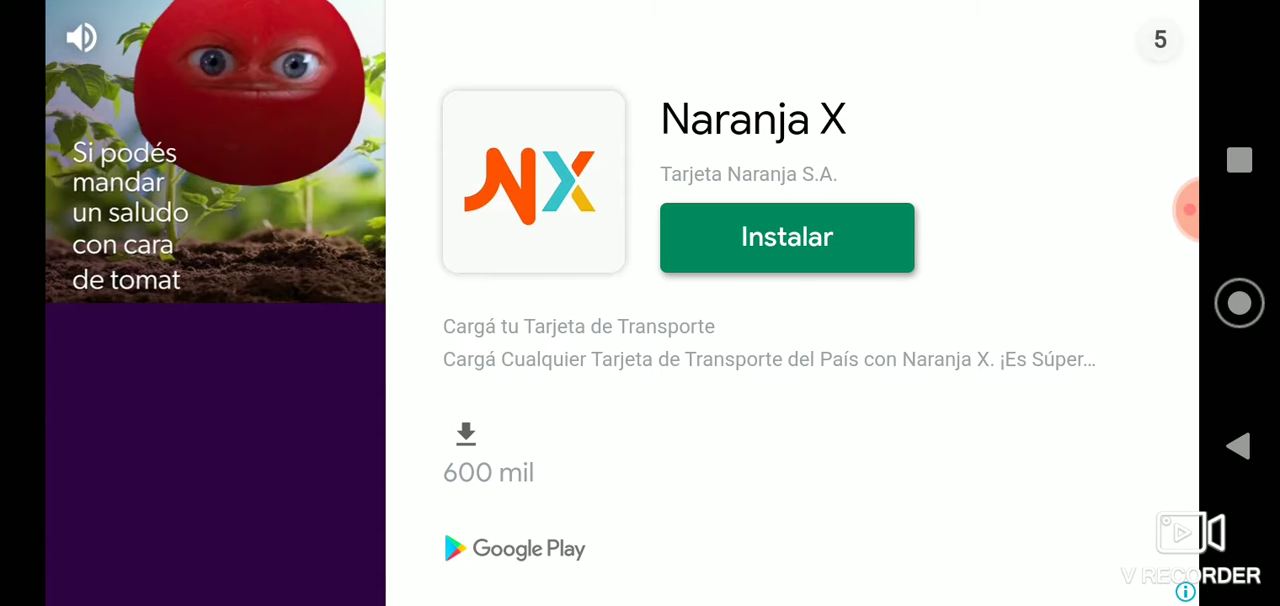 Si podés
mandar
un saludo
con cara
de tomat
5
NX
Naranja X
Tarjeta Naranja S.A.
Instalar
Cargá tu Tarjeta de Transporte
Cargá Cualquier Tarjeta de Transporte del País con Naranja X. ¡Es Súper...
600 mil
Google Play
V RECORDER